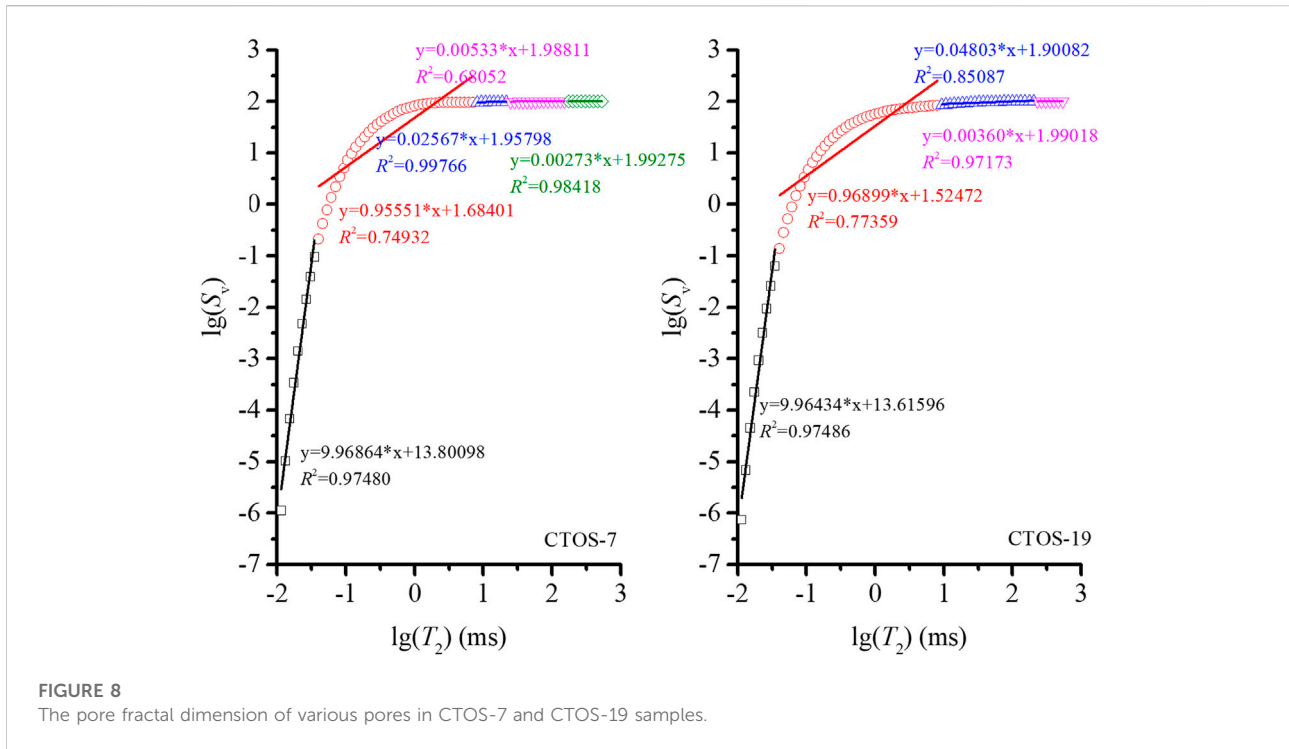 3
2
1
0
-1
-2
-3
-4
-5
-6
-7
lg(Sv)
y=0.00533*x+1.98811
R2=0.68052
y=0.02567*x+1.95798
R2=0.99766
y=0.00273*x+1.99275
R2=0.98418
y=0.95551*x+1.68401
R2=0.74932
y=9.96864*x+13.80098
R2=0.97480
CTOS-7
-2 -1 0 1 2 3
lg(T2) (ms)
3
2
1
0
-1
-2
-3
-4
-5
-6
-7
lg(Sv)
y=0.04803*x+1.90082
R2=0.85087
y=0.00360*x+1.99018
R2=0.97173
y=0.96899*x+1.52472
R2=0.77359
y=9.96434*x+13.61596
R2=0.97486
CTOS-19
-2 -1 0 1 2 3
lg(T2) (ms)
FIGURE 8
The pore fractal dimension of various pores in CTOS-7 and CTOS-19 samples.